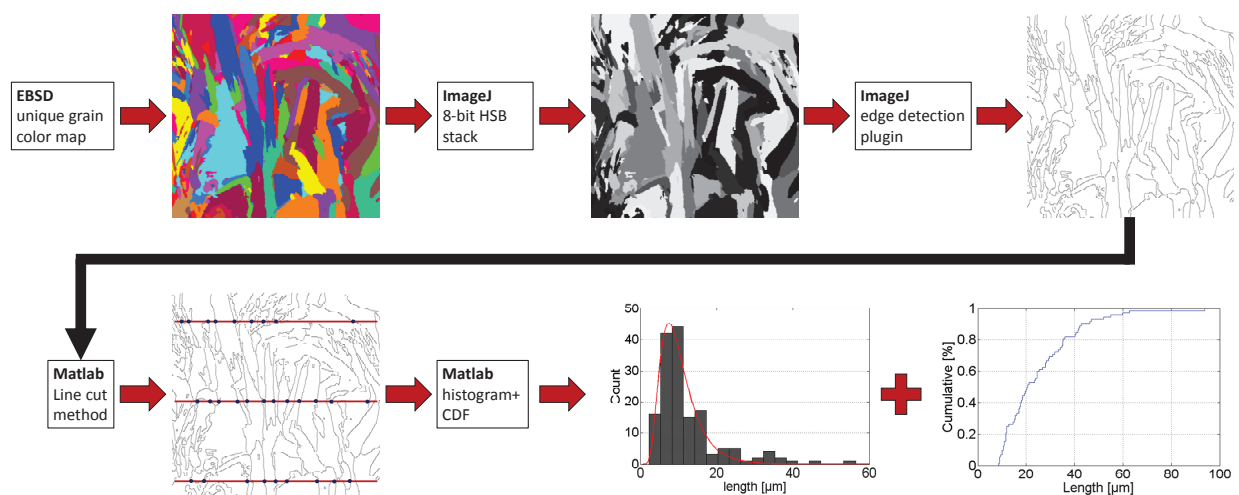 EBSD
unique grain
color map
ImageJ
8-bit HSB
stack
ImageJ
edge detection
plugin
Matlab
Line cut
method
Matlab
histogram+
CDF
50
40
30
20
10
0
Count
0
20
40
60
length [µm]
1
0.8
0.6
0.4
0.2
0
Cumulative [%]
0
20
40
60
80
100
Length [µm]